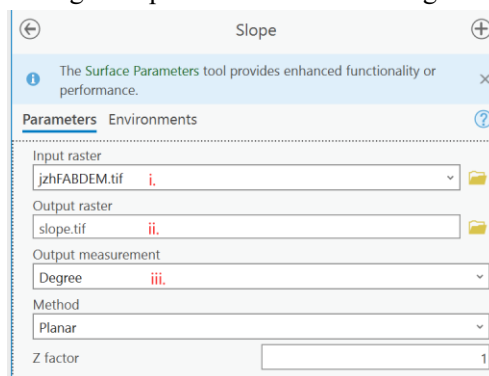 Slope
The Surface Parameters tool provides enhanced functionality or
performance.
Parameters Environments
Input raster
jzhFABDEM.tif i.
Output raster
slope.tif ii.
Output measurement
Degree iii.
Method
Planar
Z factor 1